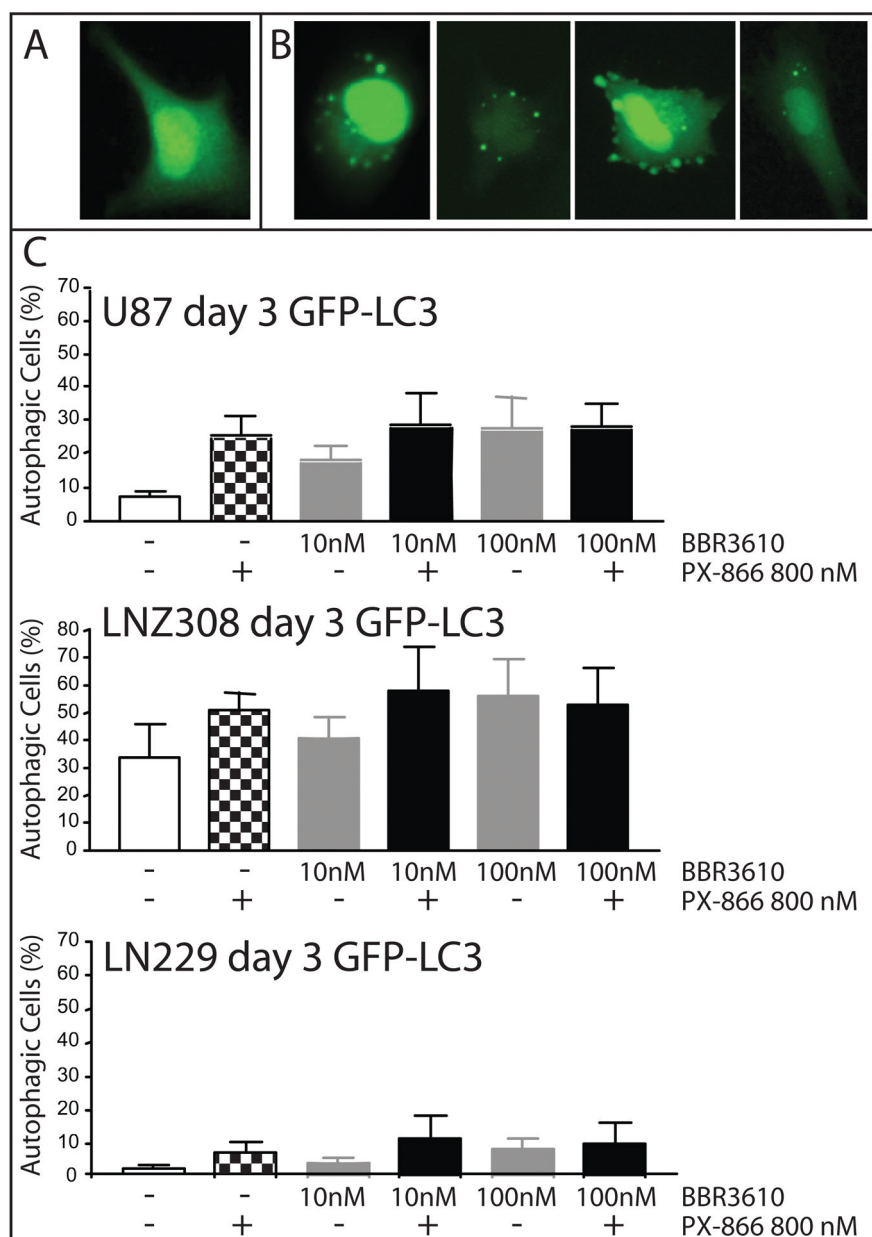 A
B
C
U87 day 3 GFP-LC3
Autophagic Cells (%)
70
60
50
40
30
20
10
0
- - 10nM 10nM 100nM 100nM BBR3610
- + - + - + PX-866 800 nM
LNZ308 day 3 GFP-LC3
Autophagic Cells (%)
80
70
60
50
40
30
20
10
0
- - 10nM 10nM 100nM 100nM BBR3610
- + - + - + PX-866 800 nM
LN229 day 3 GFP-LC3
Autophagic Cells (%)
70
60
50
40
30
20
10
0
- - 10nM 10nM 100nM 100nM BBR3610
- + - + - + PX-866 800 nM